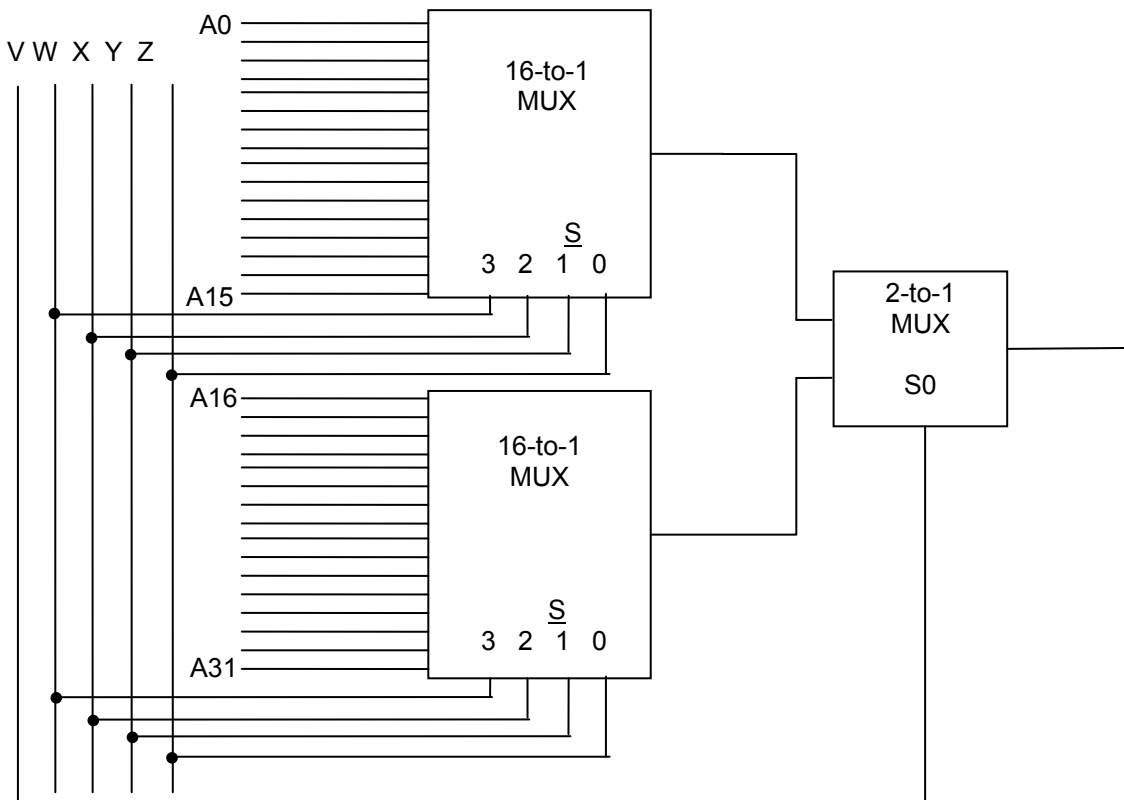 A0
V W X Y Z
16-to-1
MUX
S
3 2 1 0
A15
2-to-1
MUX
S0
A16
16-to-1
MUX
S
3 2 1 0
A31